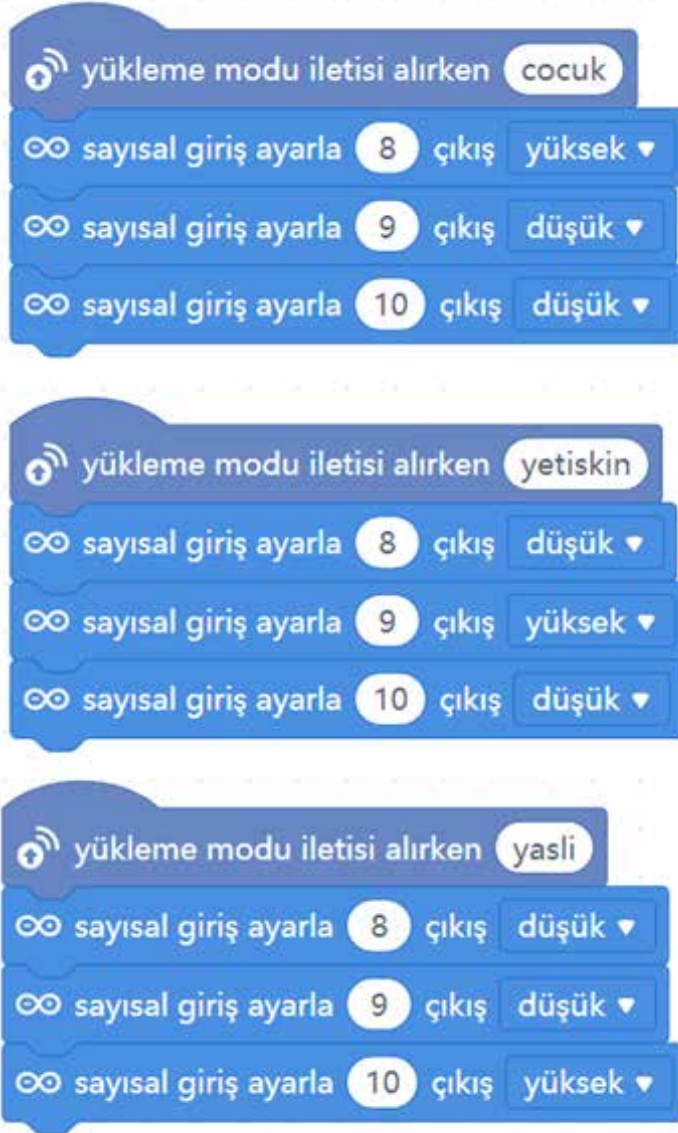 yükleme modu iletisi alırken cocuk
sayısal giriş ayarla 8 çıkış yüksek
sayısal giriş ayarla 9 çıkış düşük
sayısal giriş ayarla 10 çıkış düşük
yükleme modu iletisi alırken yetiskin
sayısal giriş ayarla 8 çıkış düşük
sayısal giriş ayarla 9 çıkış yüksek
sayısal giriş ayarla 10 çıkış düşük
yükleme modu iletisi alırken yasli
sayısal giriş ayarla 8 çıkış düşük
sayısal giriş ayarla 9 çıkış düşük
sayısal giriş ayarla 10 çıkış yüksek